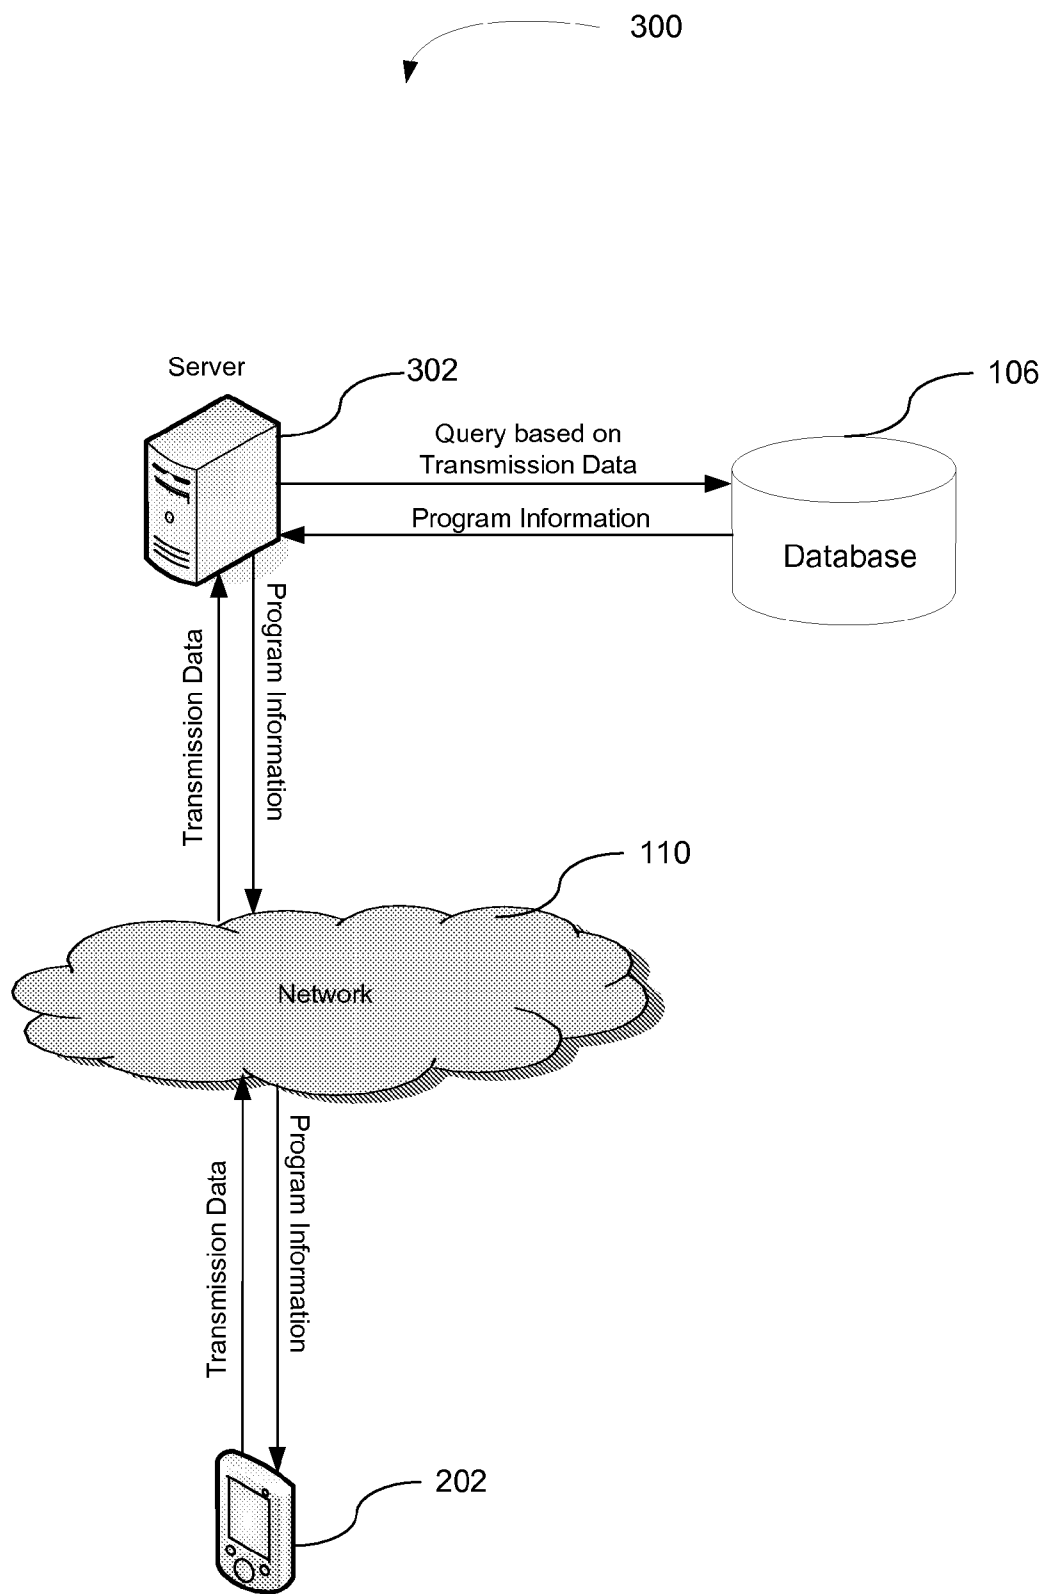 300
Server
302
106
Query based on
Transmission Data
Program Information
Database
Transmission Data
Program Information
110
Network
Transmission Data
Program Information
202